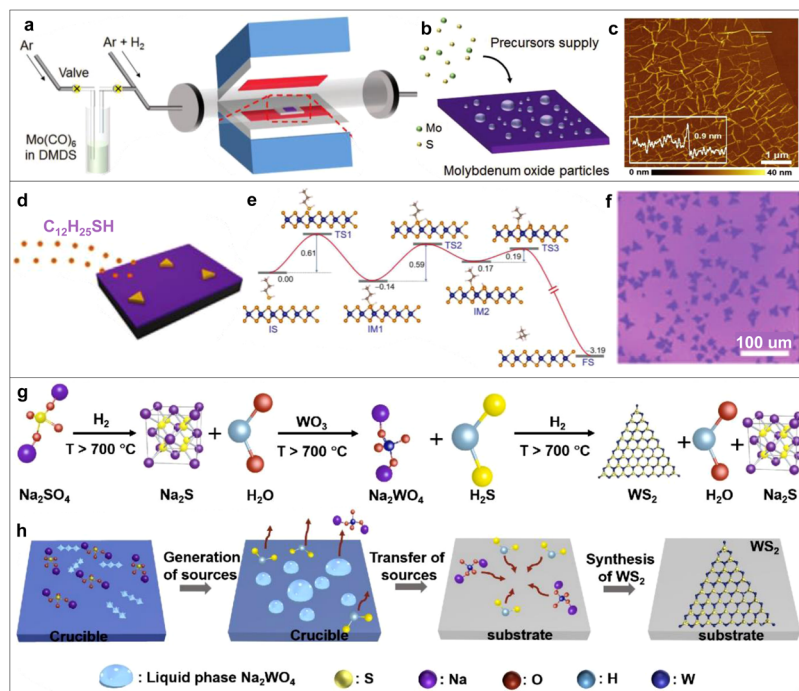 a
Ar
Ar + H2
Valve
Mo(CO)6
in DMDS
b
Precursors supply
Mo
S
Molybdenum oxide particles
c
0.9 nm
1 μm
0 nm
40 nm
d
C12H25SH
e
TS1
TS2
TS3
0.61
0.59
0.19
0.00
−0.14
0.17
IS
IM1
IM2
−3.19
FS
f
100 um
g
H2
T > 700 °C
+
WO3
T > 700 °C
+
H2
T > 700 °C
+
+
Na2SO4
Na2S
H2O
Na2WO4
H2S
WS2
H2O
Na2S
h
Generation
of sources
Transfer of
sources
Synthesis
of WS2
WS2
Crucible
Crucible
substrate
substrate
: Liquid phase Na2WO4
: S
: Na
: O
: H
: W